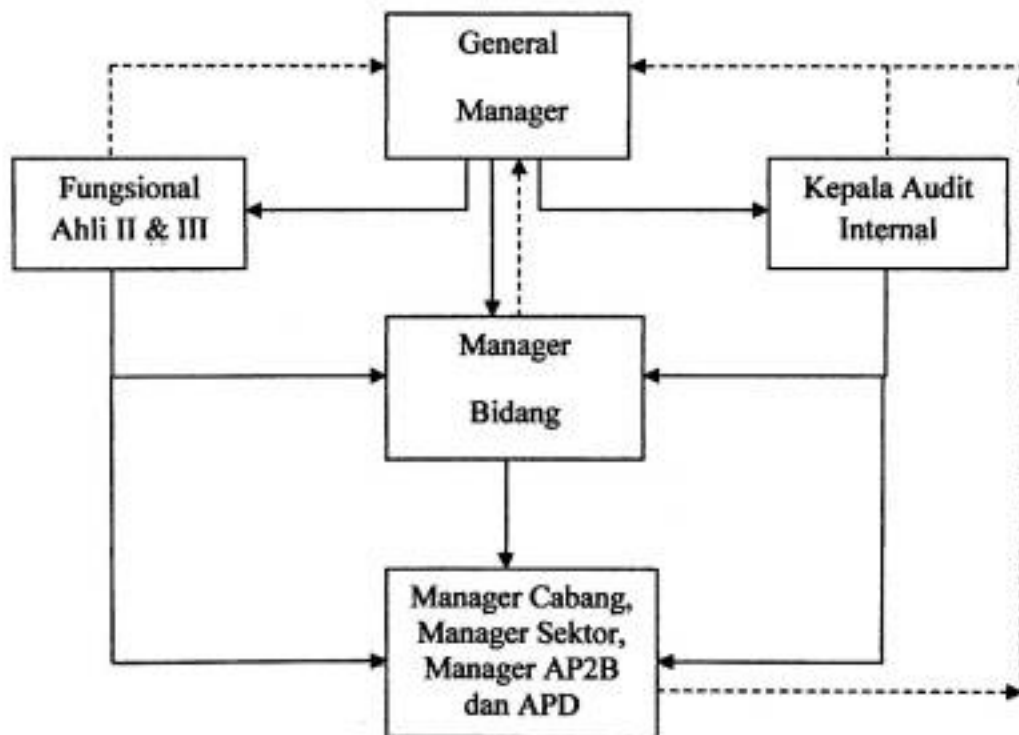 General
Manager
Fungsional
Ahli II & III
Kepala Audit
Internal
Manager
Bidang
Manager Cabang,
Manager Sektor,
Manager AP2B
dan APD